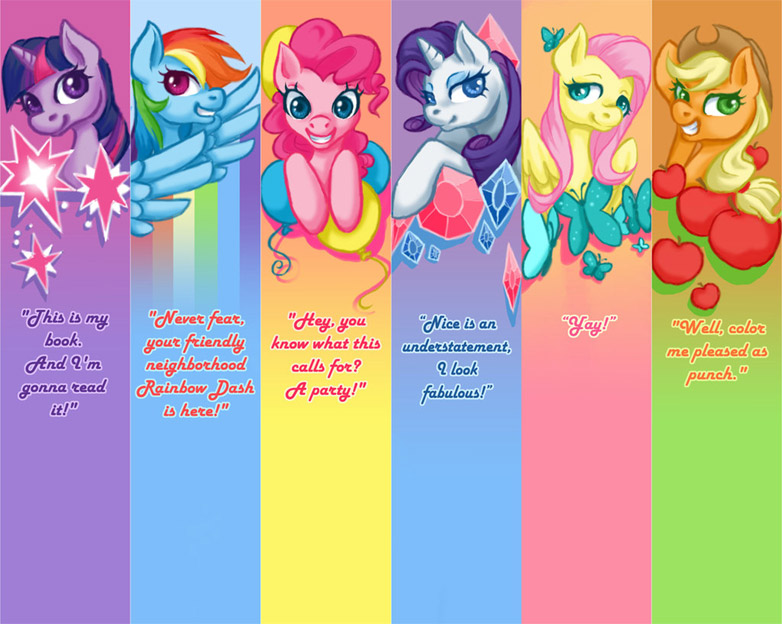 "This is my
book.
And I'm
gonna read
it!"
"Never fear,
your friendly
neighborhood
Rainbow Dash
is here!"
"Hey, you
know what this
calls for?
A party!"
"Nice is an
understatement,
I look
fabulous!"
"Yay!"
"Well, color
me pleased as
punch."